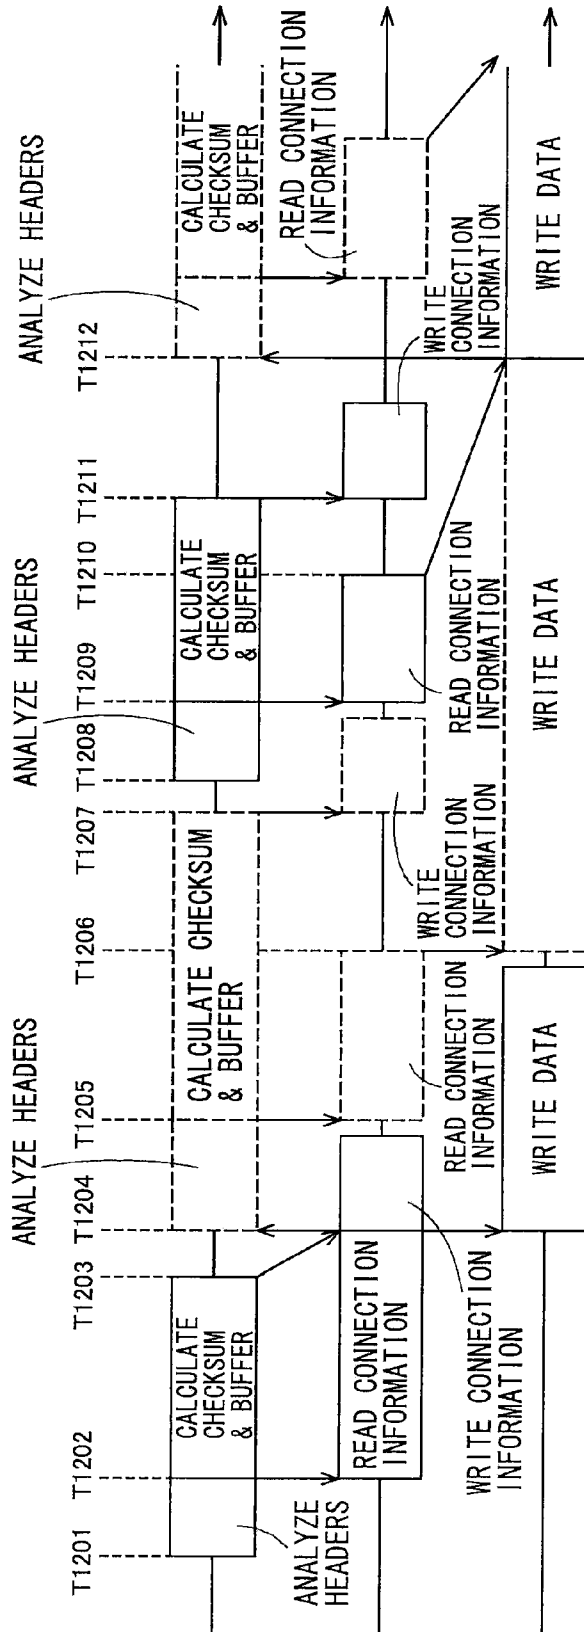 T1201
T1202
T1203
T1204
T1205
T1206
T1207
T1208
T1209
T1210
T1211
T1212
ANALYZE HEADERS
ANALYZE HEADERS
ANALYZE HEADERS
CALCULATE
CHECKSUM
& BUFFER
ANALYZE
HEADERS
CALCULATE CHECKSUM
& BUFFER
CALCULATE
CHECKSUM
& BUFFER
CALCULATE
CHECKSUM
& BUFFER
READ CONNECTION
INFORMATION
WRITE CONNECTION
INFORMATION
READ CONNECTION
INFORMATION
WRITE
CONNECTION
INFORMATION
READ CONNECTION
INFORMATION
WRITE
CONNECTION
INFORMATION
READ CONNECTION
INFORMATION
WRITE DATA
WRITE DATA
WRITE DATA